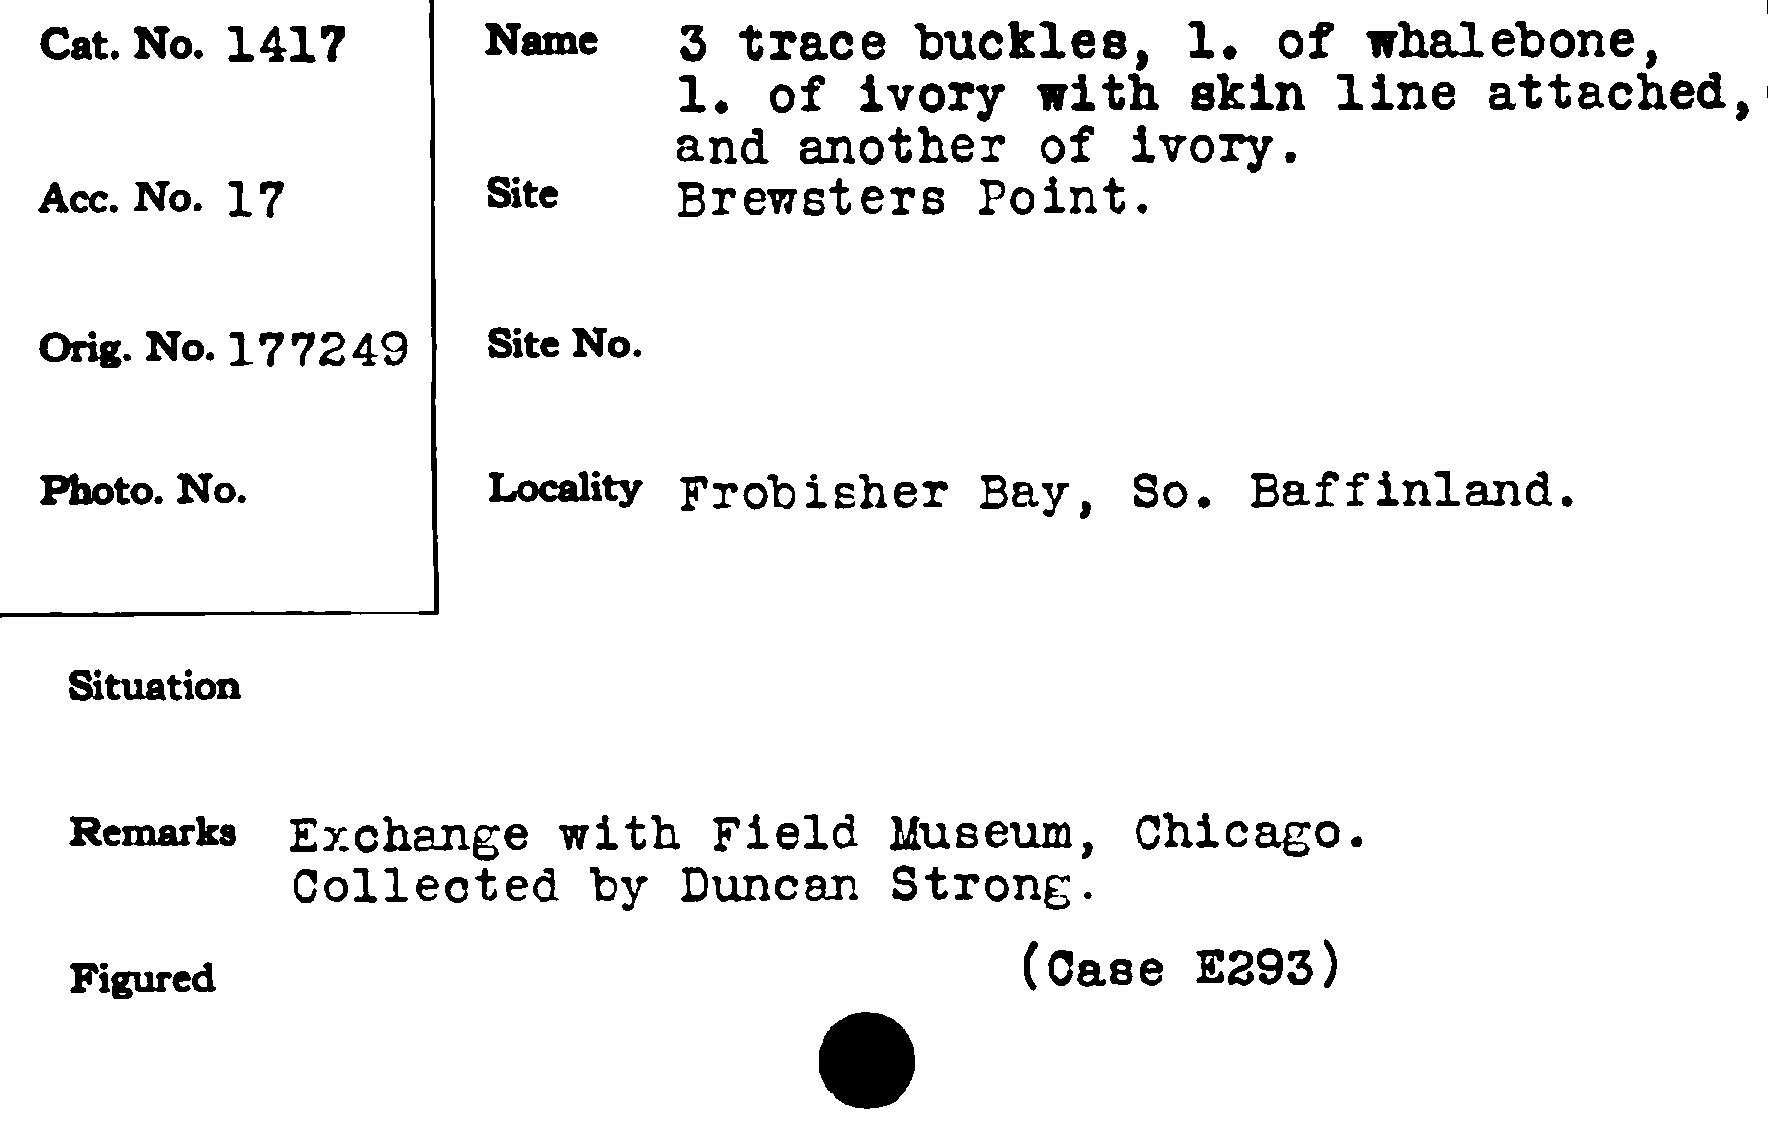 Cat. No. 1417
Name 3 trace buckles, 1. of whalebone,
1. of ivory with skin line attached,
and another of ivory.
Acc. No. 17
Site Brewsters Point.
Orig. No. 177249
Site No.
Photo. No.
Locality Frobisher Bay, So. Baffinland.
Situation
Remarks Exchange with Field Museum, Chicago.
Collected by Duncan Strong.
(Case E293)
Figured